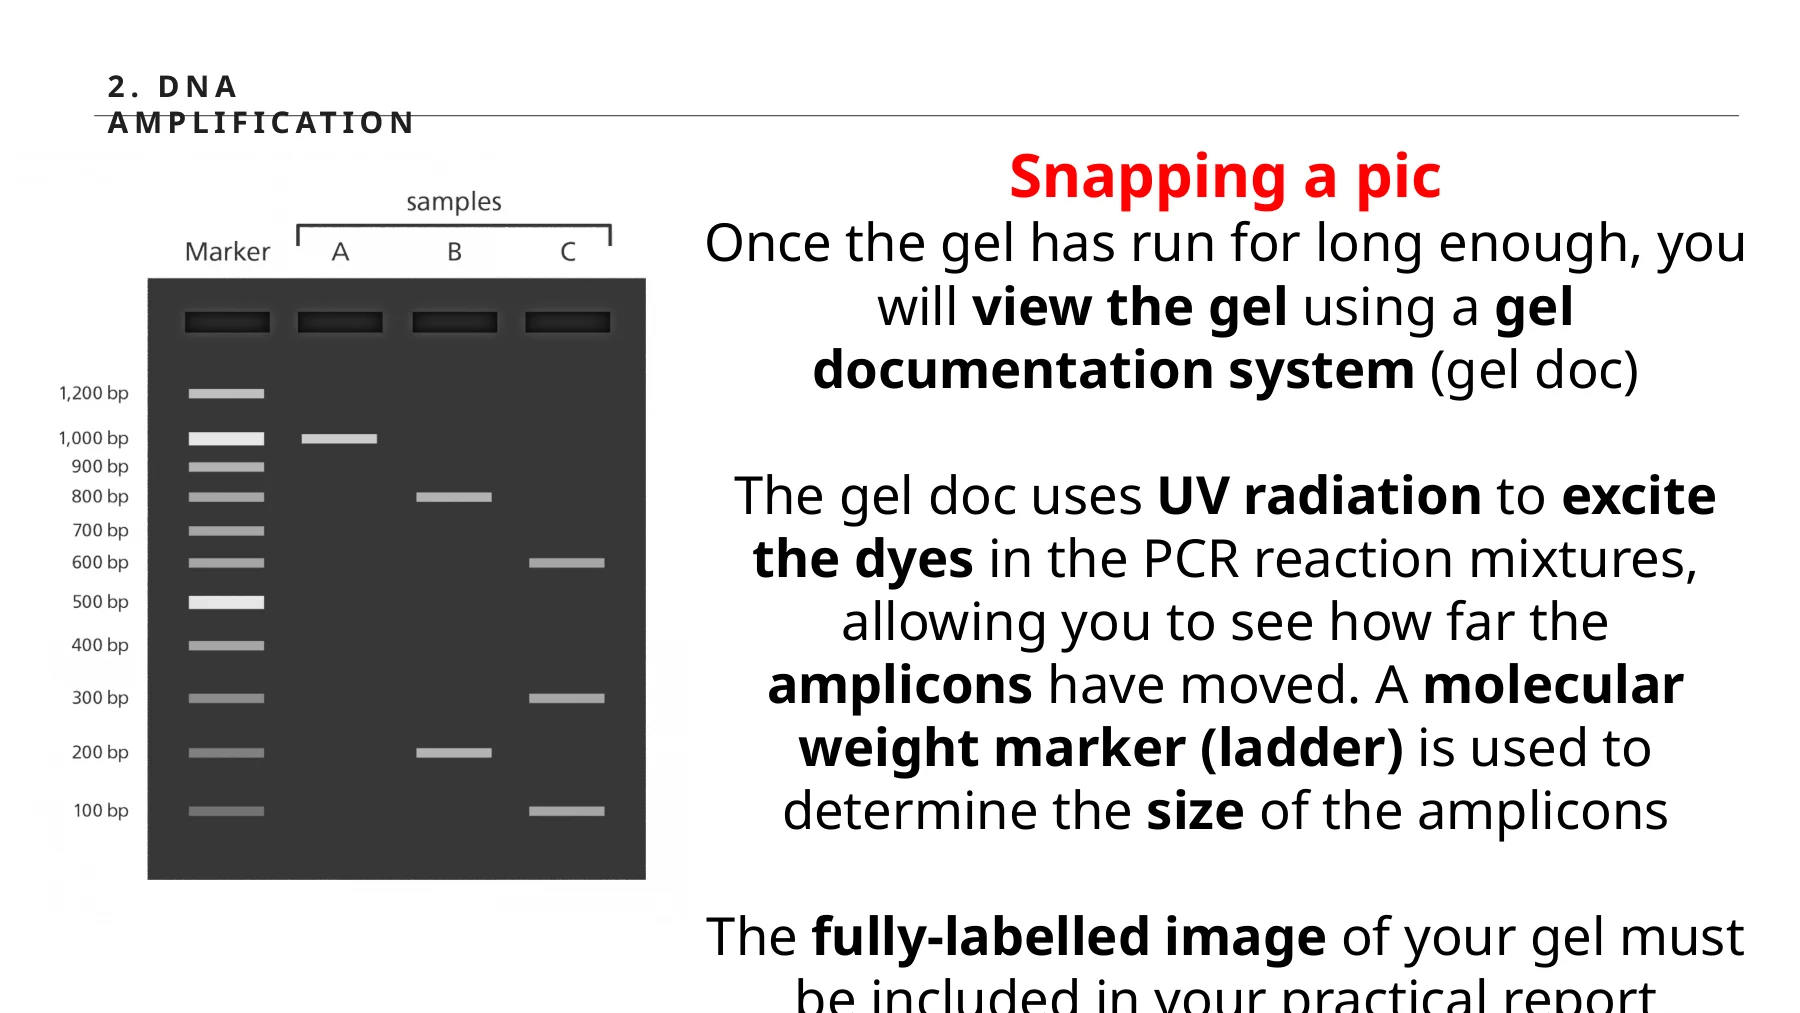 2. DNA
AMPLIFICATION
samples
Marker A B C
1,200 bp
1,000 bp
900 bp
800 bp
700 bp
600 bp
500 bp
400 bp
300 bp
200 bp
100 bp
Snapping a pic
Once the gel has run for long enough, you
will view the gel using a gel
documentation system (gel doc)
The gel doc uses UV radiation to excite
the dyes in the PCR reaction mixtures,
allowing you to see how far the
amplicons have moved. A molecular
weight marker (ladder) is used to
determine the size of the amplicons
The fully-labelled image of your gel must
be included in your practical report